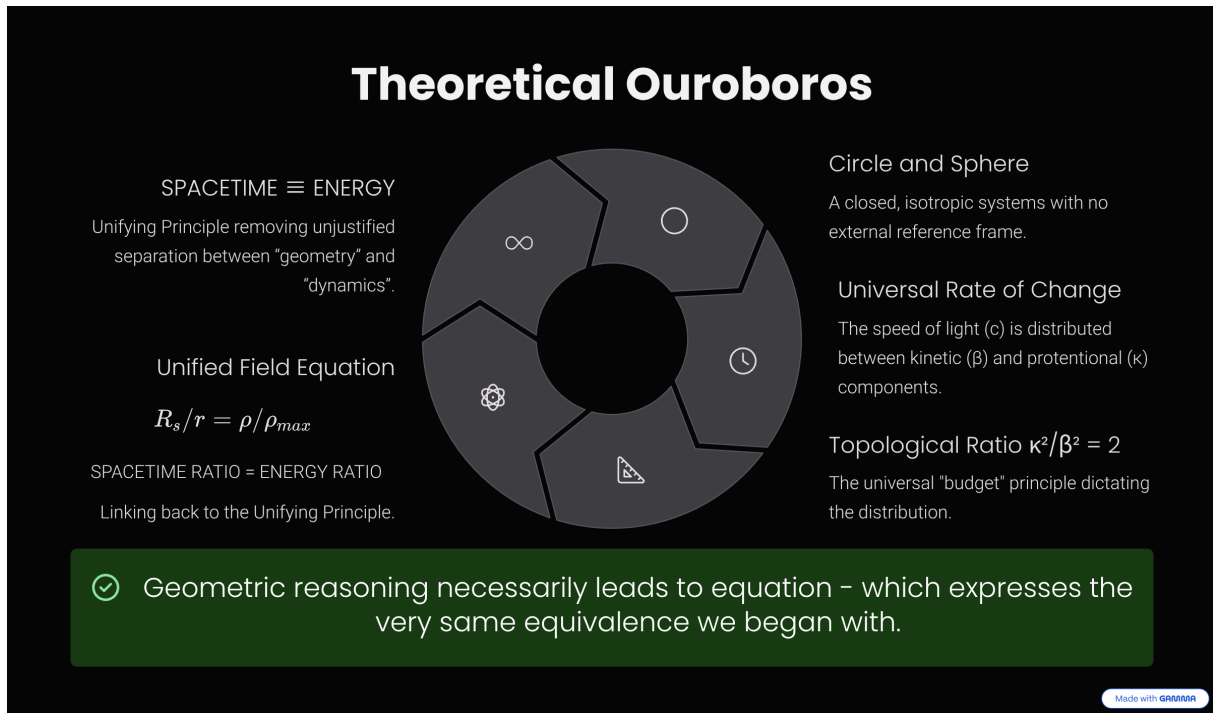 Theoretical Ouroboros
SPACETIME ≡ ENERGY
Unifying Principle removing unjustified
separation between “geometry” and
“dynamics”.
Unified Field Equation
R_s/r = ρ/ρ_max
SPACETIME RATIO = ENERGY RATIO
Linking back to the Unifying Principle.
Circle and Sphere
A closed, isotropic systems with no
external reference frame.
Universal Rate of Change
The speed of light (c) is distributed
between kinetic (β) and protentional (κ)
components.
Topological Ratio κ²/β² = 2
The universal "budget" principle dictating
the distribution.
Geometric reasoning necessarily leads to equation - which expresses the
very same equivalence we began with.
Made with GAMMA